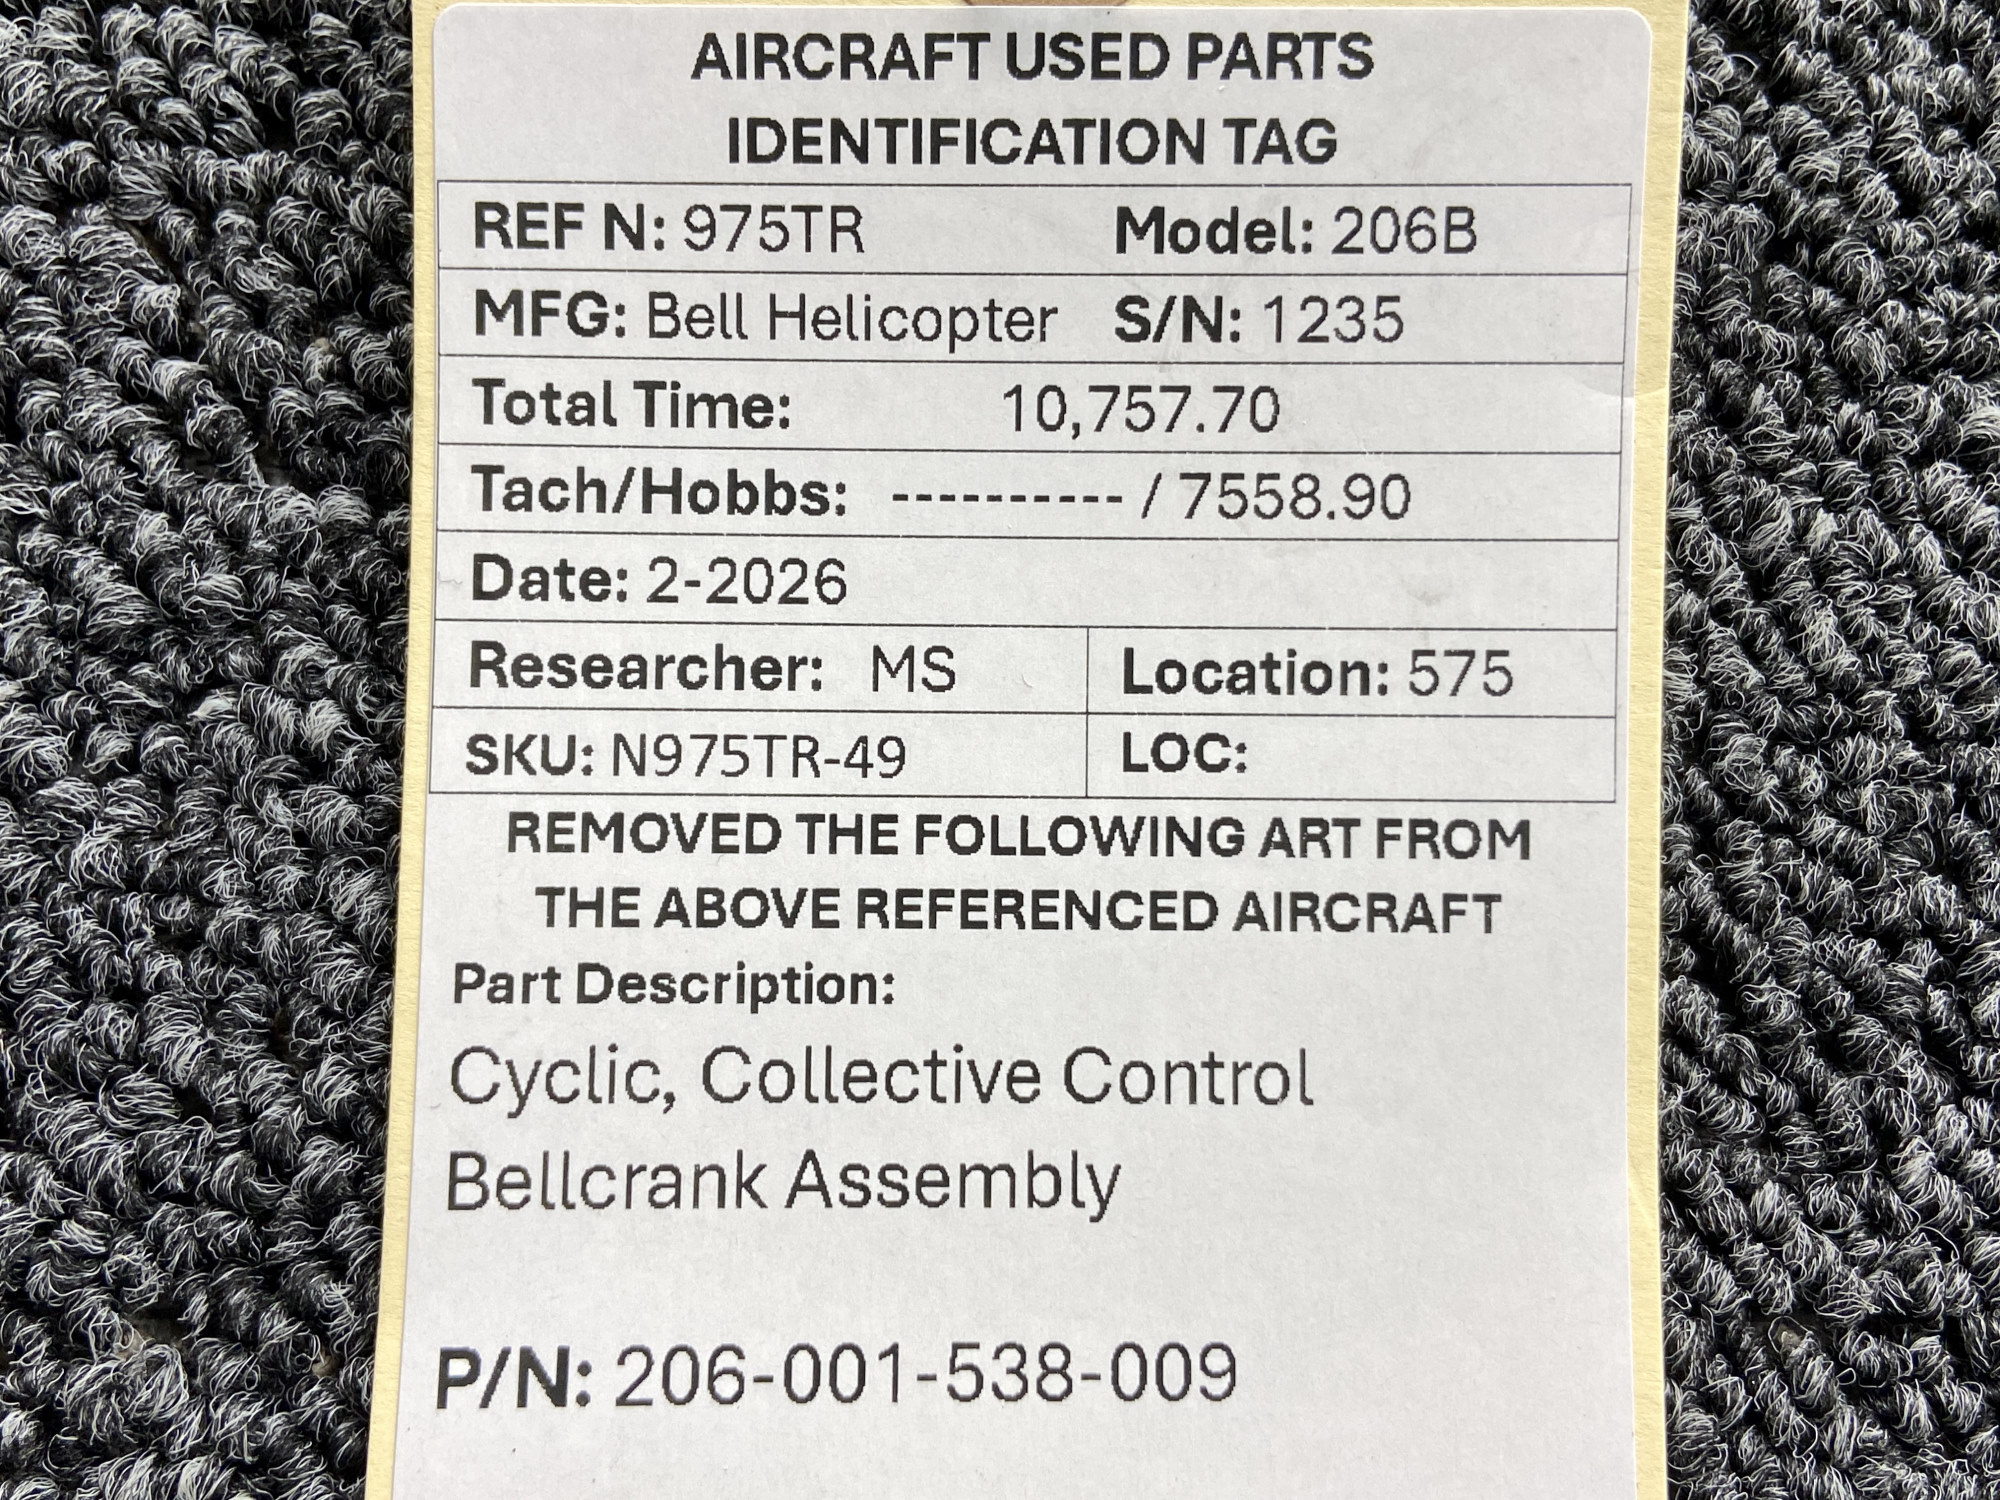 AIRCRAFT USED PARTS
IDENTIFICATION TAG
REF N: 975TR Model: 206B
MFG: Bell Helicopter S/N: 1235
Total Time: 10,757.70
Tach/Hobbs: ---------- / 7558.90
Date: 2-2026
Researcher: MS Location: 575
SKU: N975TR-49 LOC:
REMOVED THE FOLLOWING ART FROM
THE ABOVE REFERENCED AIRCRAFT
Part Description:
Cyclic, Collective Control
Bellcrank Assembly
P/N: 206-001-538-009